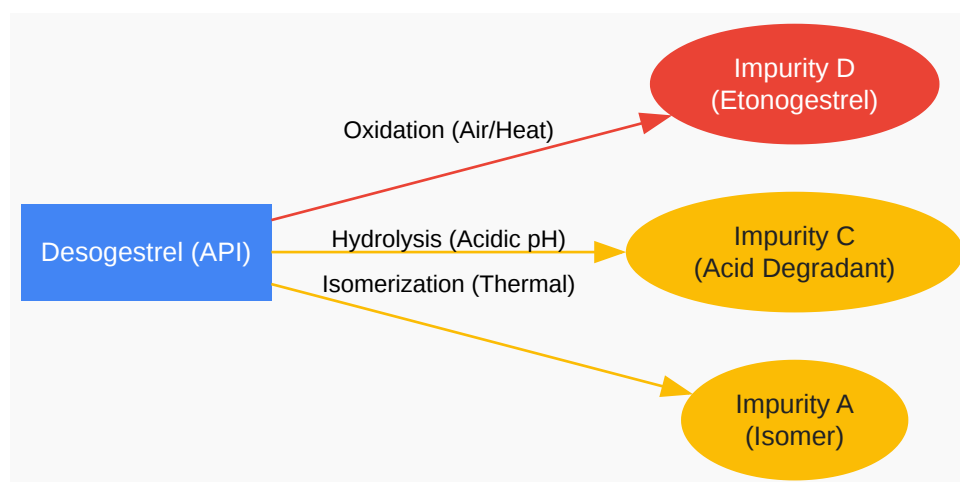 Impurity D
(Etonogestrel)
Oxidation (Air/Heat)
Desogestrel (API)
Hydrolysis (Acidic pH)
Impurity C
(Acid Degradant)
Isomerization (Thermal)
Impurity A
(Isomer)